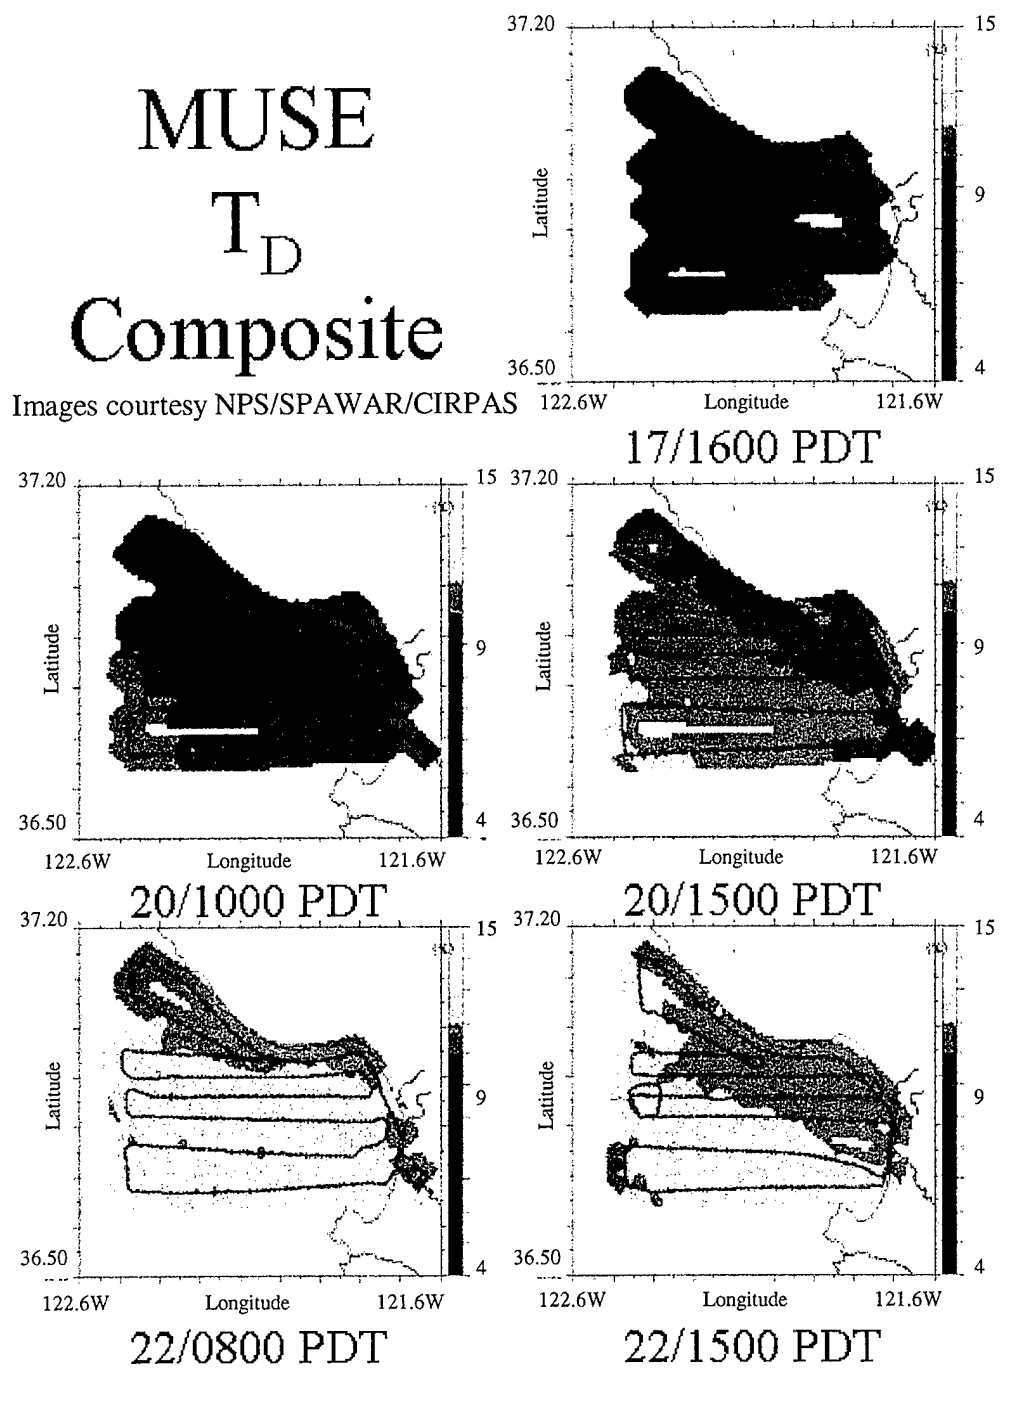 MUSE
T D
Composite
Images courtesy NPS/SPAWAR/CIRPAS
37.20
15
Latitude
9
36.50
4
122.6W Longitude 121.6W
17/1600 PDT
37.20
15
Latitude
9
36.50
4
122.6W Longitude 121.6W
20/1000 PDT
37.20
15
Latitude
9
36.50
4
122.6W Longitude 121.6W
20/1500 PDT
37.20
15
Latitude
9
36.50
4
122.6W Longitude 121.6W
22/0800 PDT
37.20
15
Latitude
9
36.50
4
122.6W Longitude 121.6W
22/1500 PDT